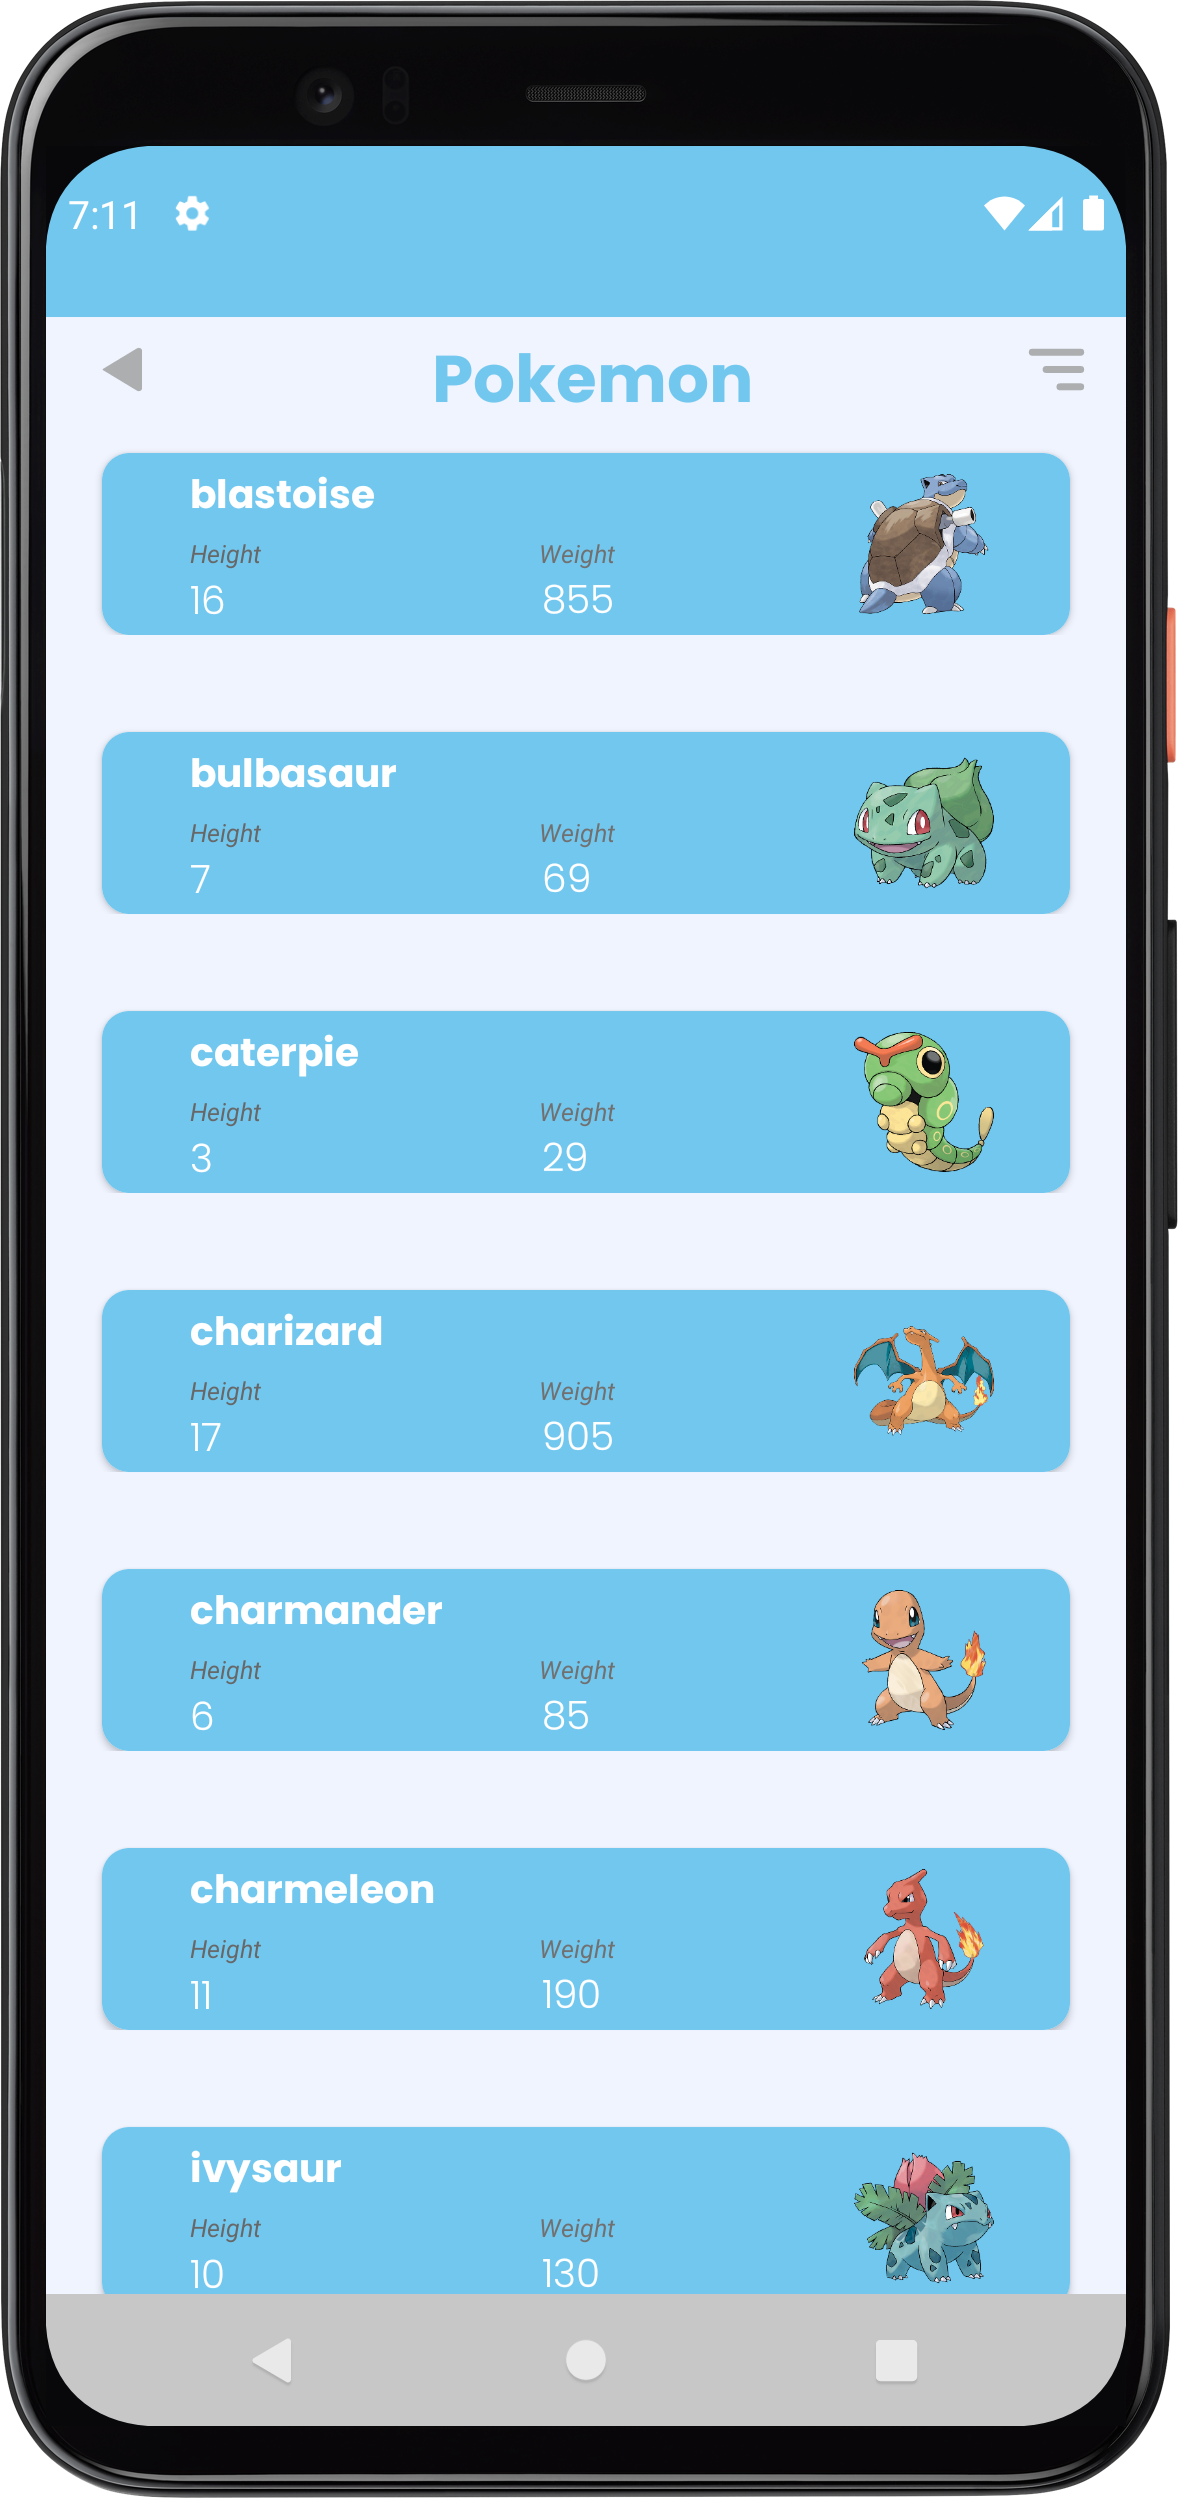 7:11
Pokemon
blastoise
Height Weight
16 855
bulbasaur
Height Weight
7 69
caterpie
Height Weight
3 29
charizard
Height Weight
17 905
charmander
Height Weight
6 85
charmeleon
Height Weight
11 190
ivysaur
Height Weight
10 130